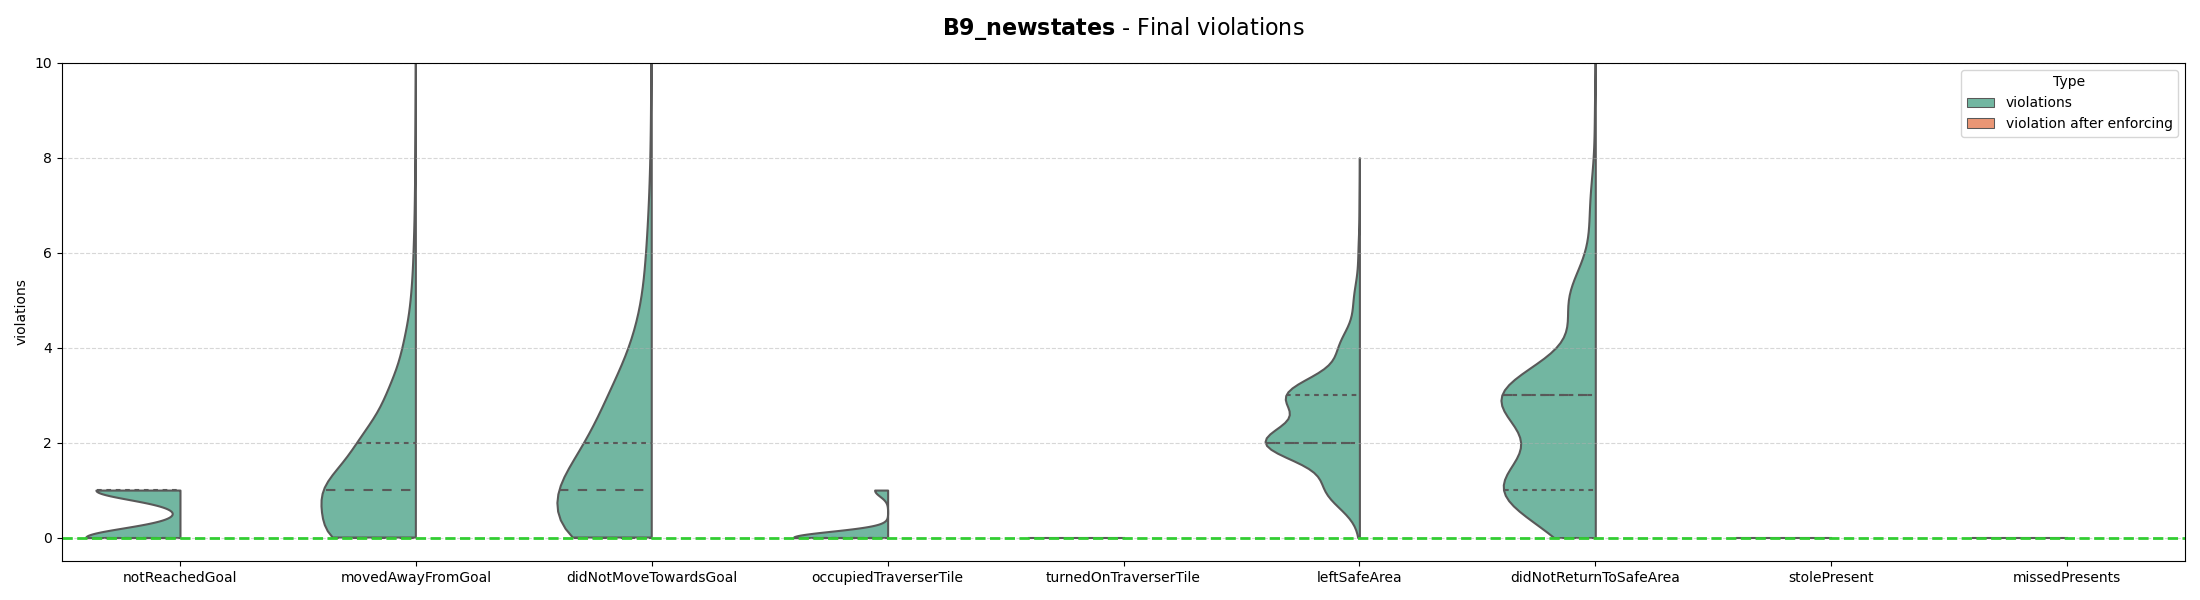 B9_newstates - Final violations
Type
violations
violation after enforcing
violations
10
8
6
4
2
0
notReachedGoal
movedAwayFromGoal
didNotMoveTowardsGoal
occupiedTraverserTile
turnedOnTraverserTile
leftSafeArea
didNotReturnToSafeArea
stolePresent
missedPresents